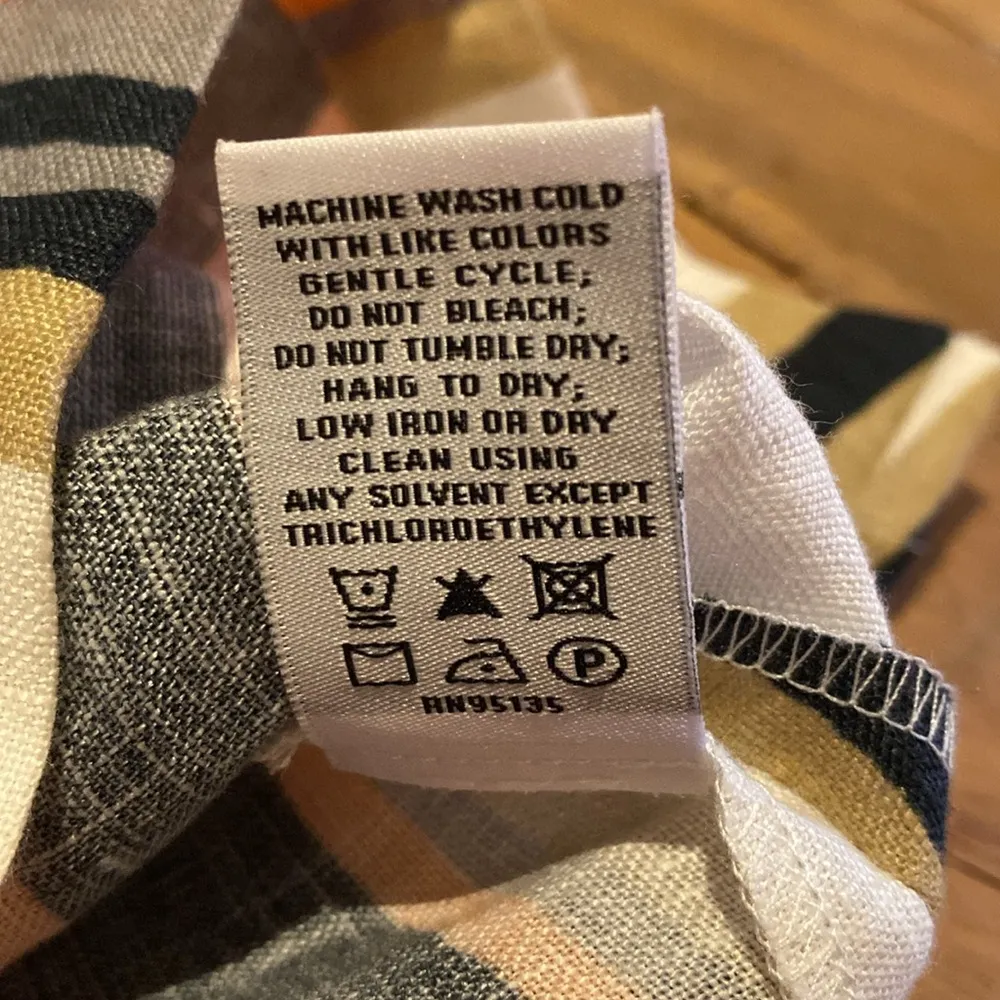 MACHINE WASH COLD
WITH LIKE COLORS
GENTLE CYCLE;
DO NOT BLEACH;
DO NOT TUMBLE DRY;
HANG TO DRY;
LOW IRON OR DRY
CLEAN USING
ANY SOLVENT EXCEPT
TRICHLOROETHYLENE
P
RN95135